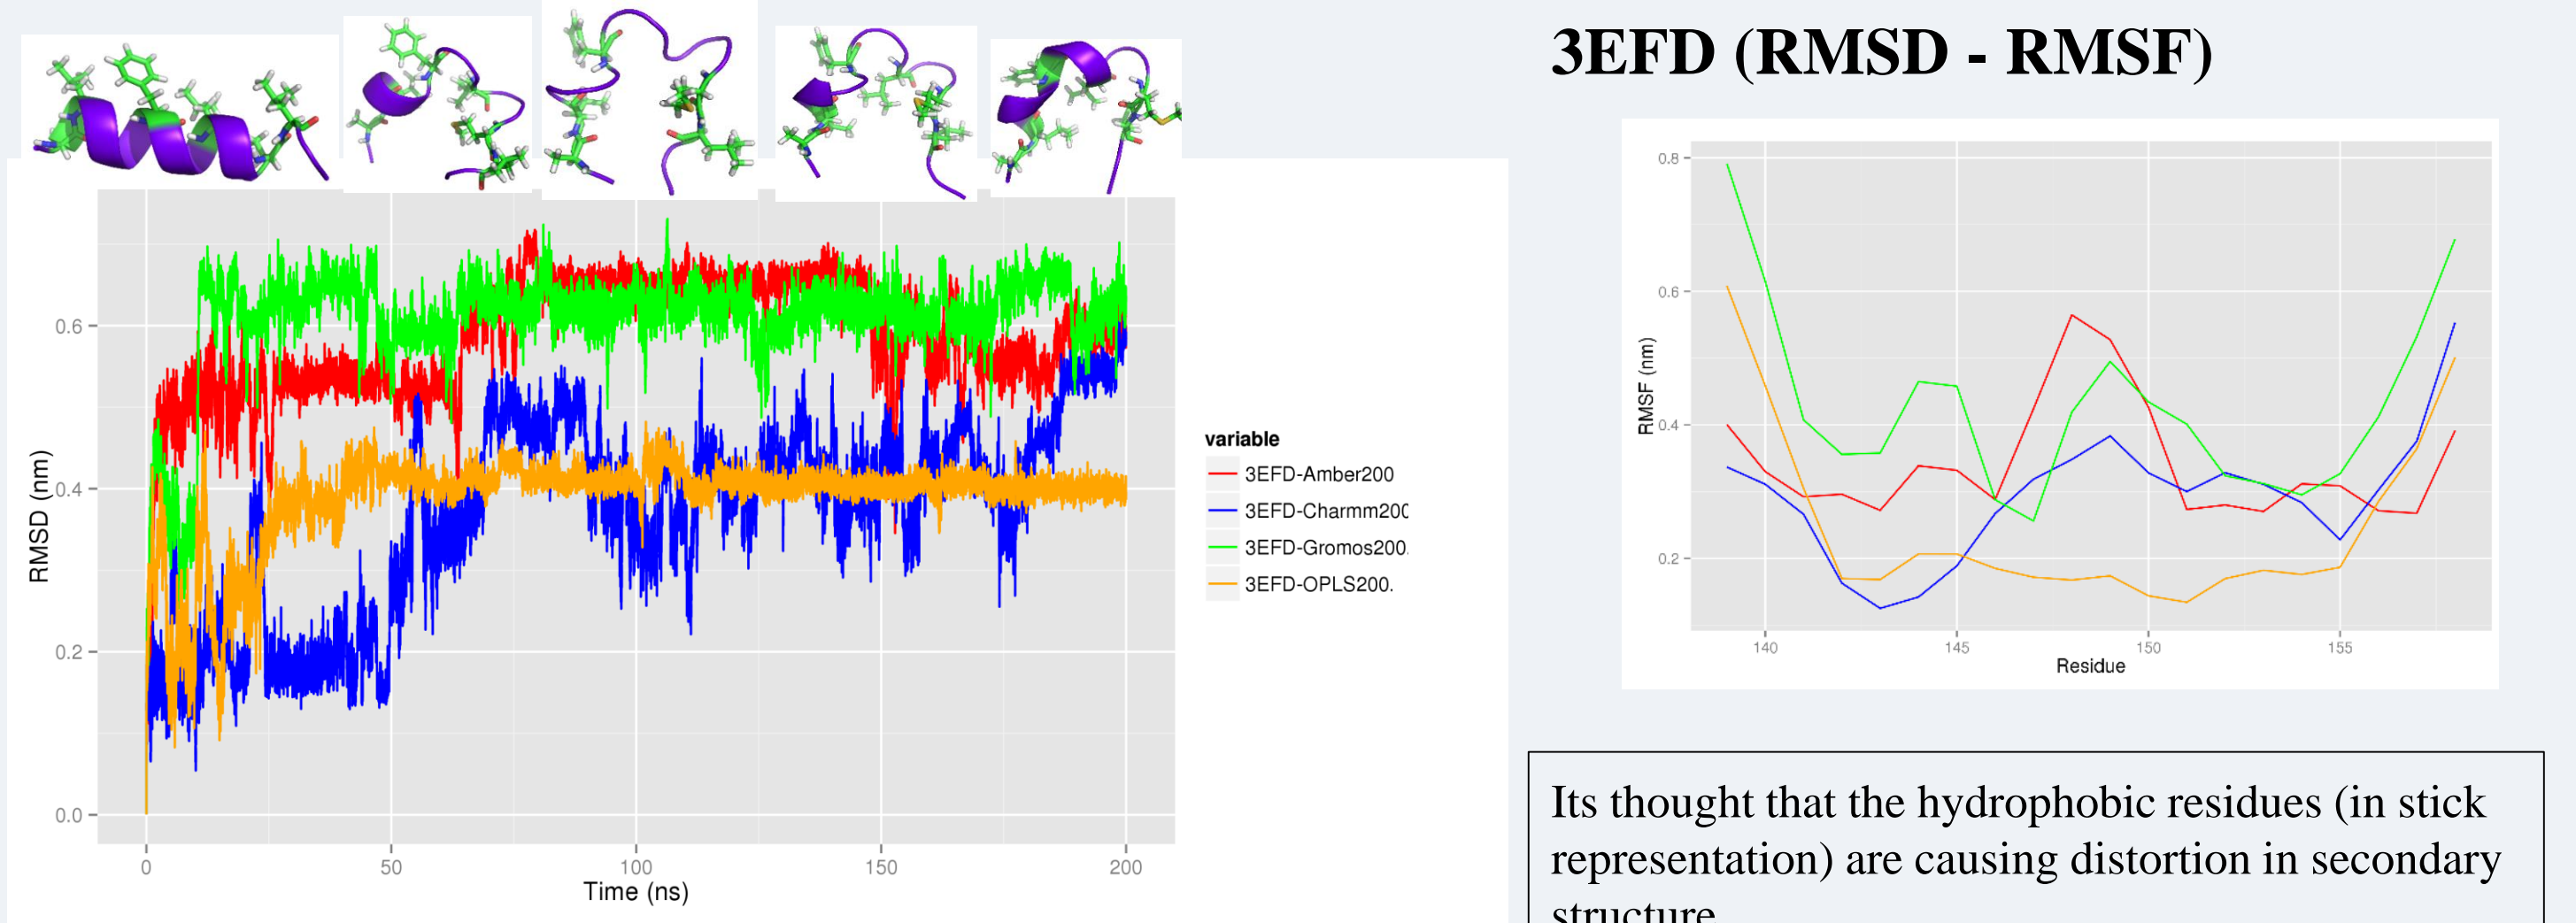 3EFD (RMSD - RMSF)
RMSD (nm)
0.6
0.4
0.2
0.0
0
50
100
150
200
Time (ns)
variable
3EFD-Amber200
3EFD-Charmm200
3EFD-Gromos200.
3EFD-OPLS200.
RMSF (nm)
0.8
0.6
0.4
0.2
140
145
150
155
Residue
Its thought that the hydrophobic residues (in stick
representation) are causing distortion in secondary
structure